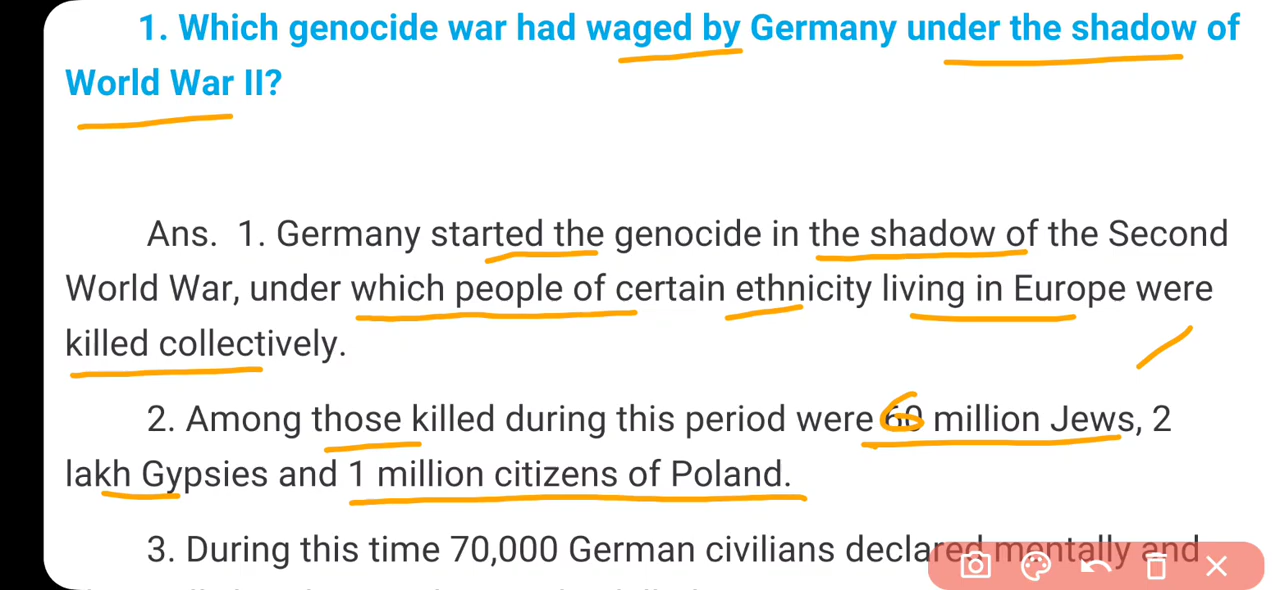 1. Which genocide war had waged by Germany under the shadow of
World War II?
Ans. 1. Germany started the genocide in the shadow of the Second
World War, under which people of certain ethnicity living in Europe were
killed collectively.
2. Among those killed during this period were 60 million Jews, 2
lakh Gypsies and 1 million citizens of Poland.
3. During this time 70,000 German civilians declared mentally and